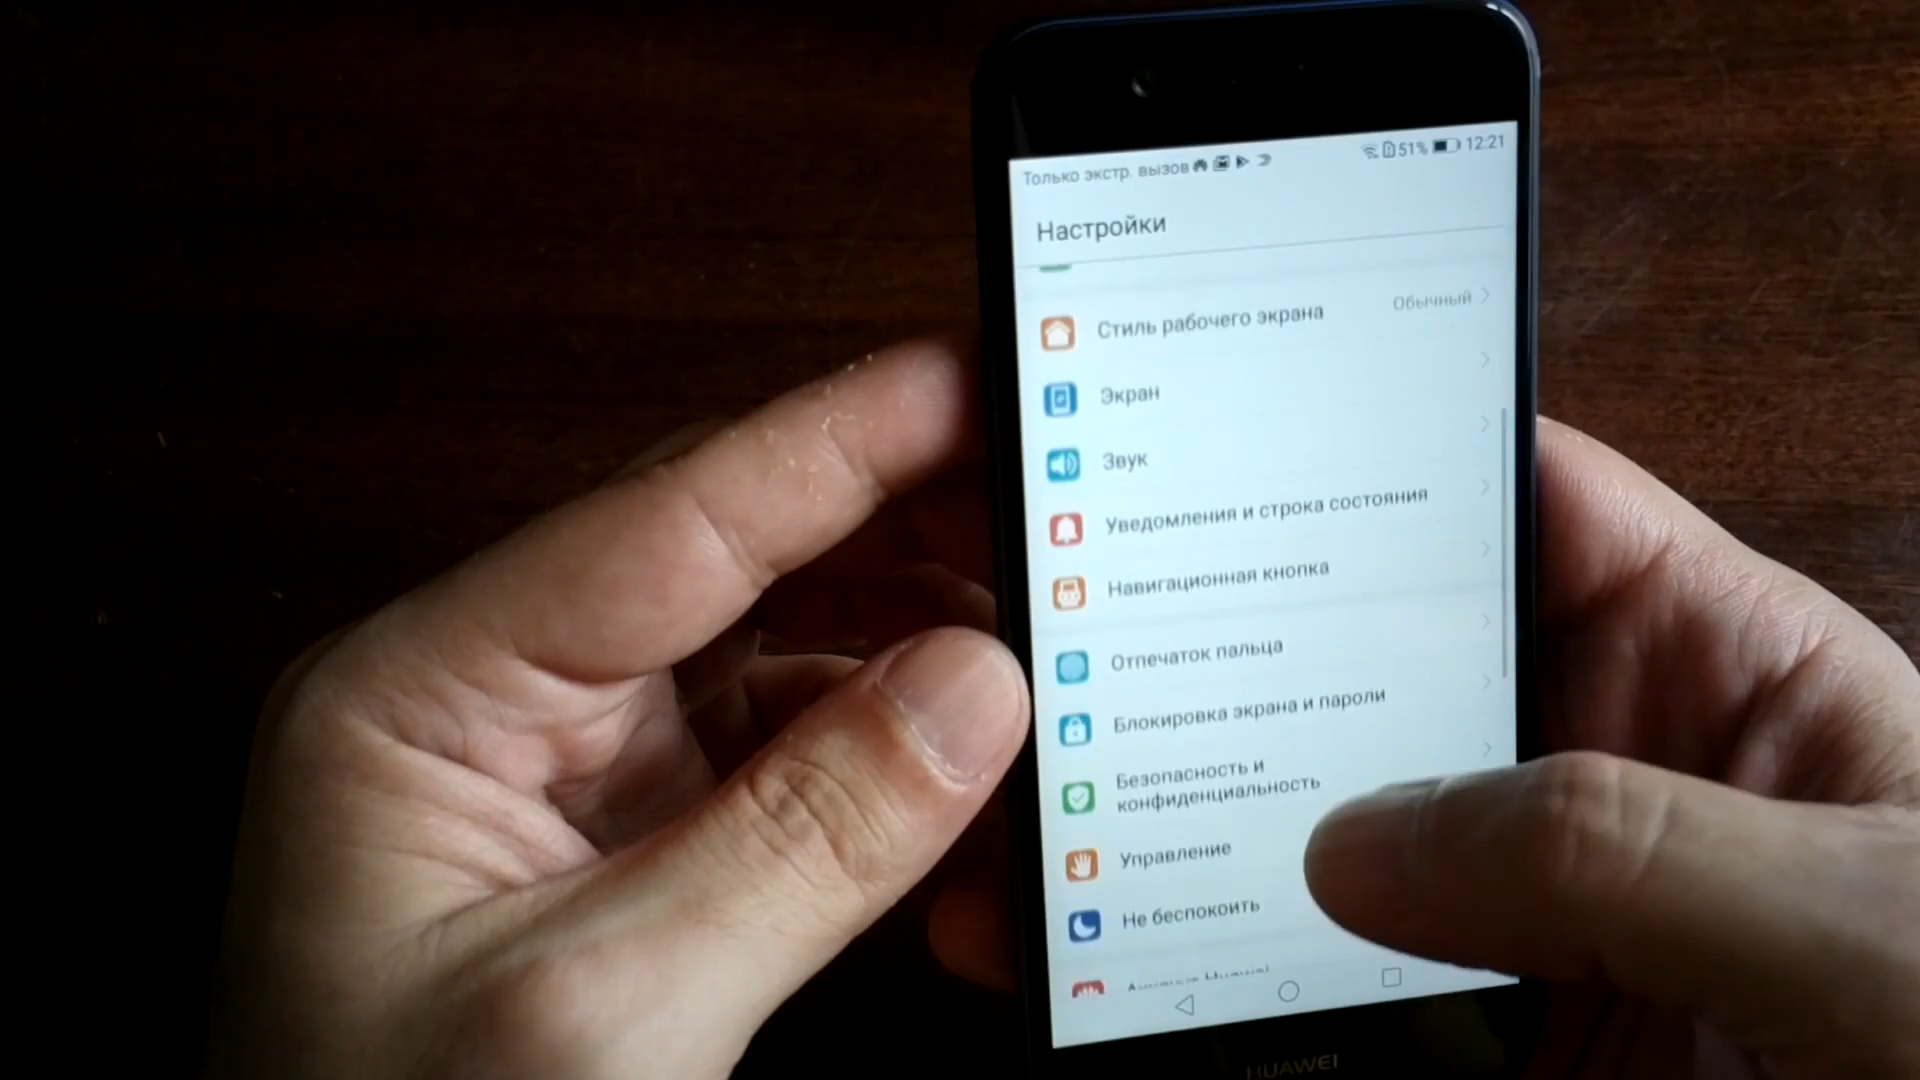 Только экстр. вызов 51% 12:21
Настройки
Стиль рабочего экрана Обычный
Экран
Звук
Уведомления и строка состояния
Навигационная кнопка
Отпечаток пальца
Блокировка экрана и пароли
Безопасность и
конфиденциальность
Управление
Не беспокоить
HUAWEI